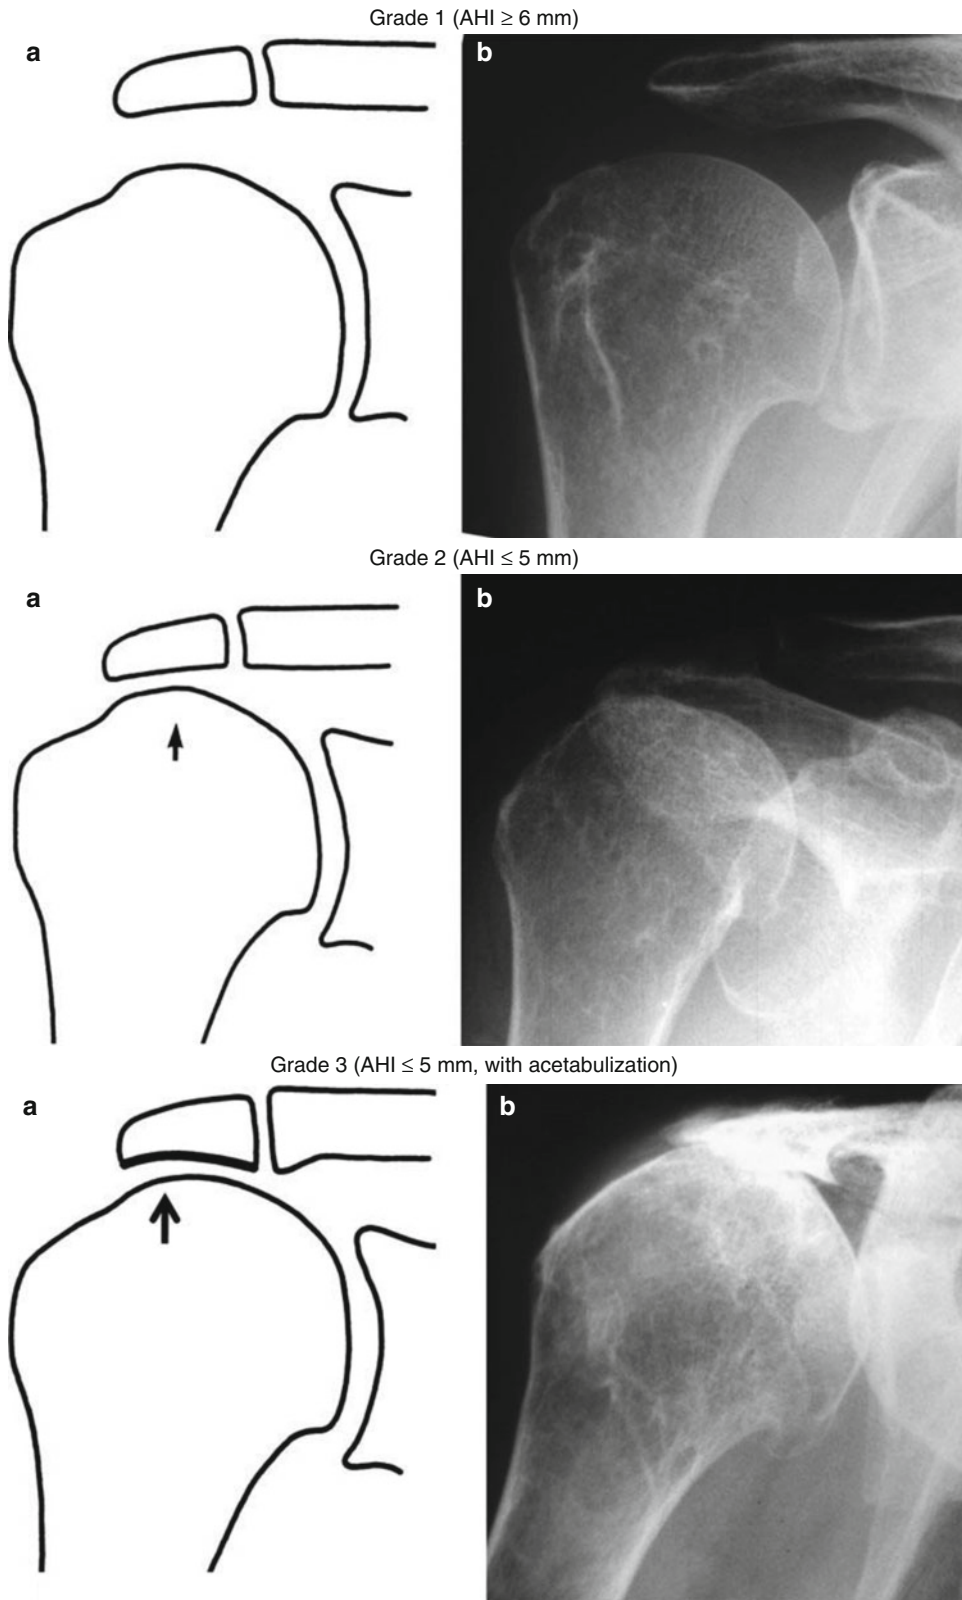 Grade 1 (AHI ≥ 6 mm)
a
b
Grade 2 (AHI ≤ 5 mm)
a
b
Grade 3 (AHI ≤ 5 mm, with acetabulization)
a
b